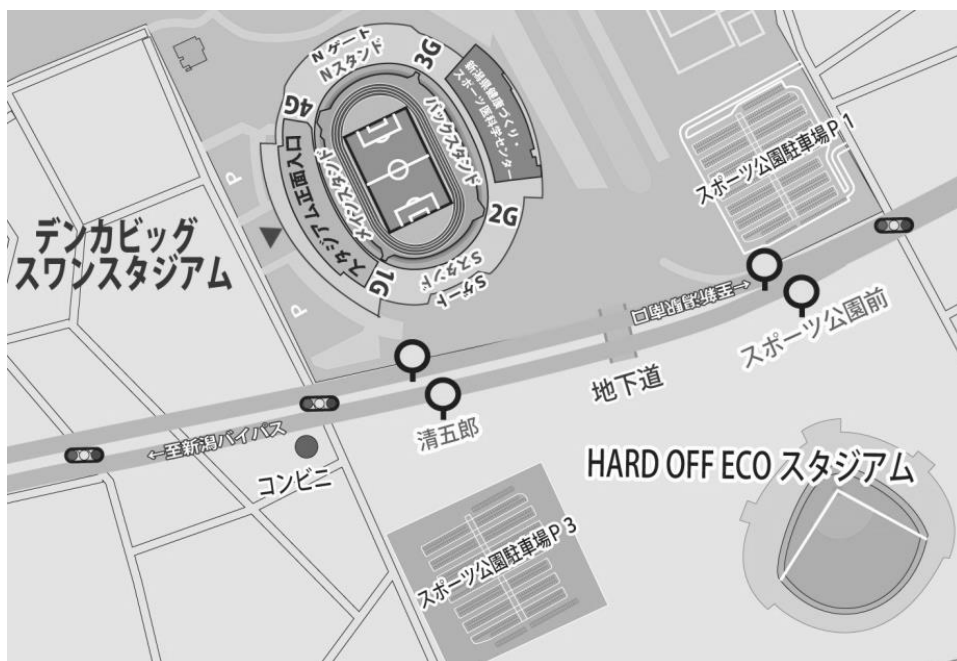 Nゲート
Nスタンド
3G
4G
新潟県健康づくり・
スポーツ医科学センター
バックスタンド
メインスタンド
スタジアム正面入口
2G
1G
Sスタンド
Sゲート
P
P
デンカビッグ
スワンスタジアム
スポーツ公園駐車場P1
←至新潟駅南口
スポーツ公園前
地下道
清五郎
←至新潟バイパス
コンビニ
HARD OFF ECO スタジアム
スポーツ公園駐車場P3